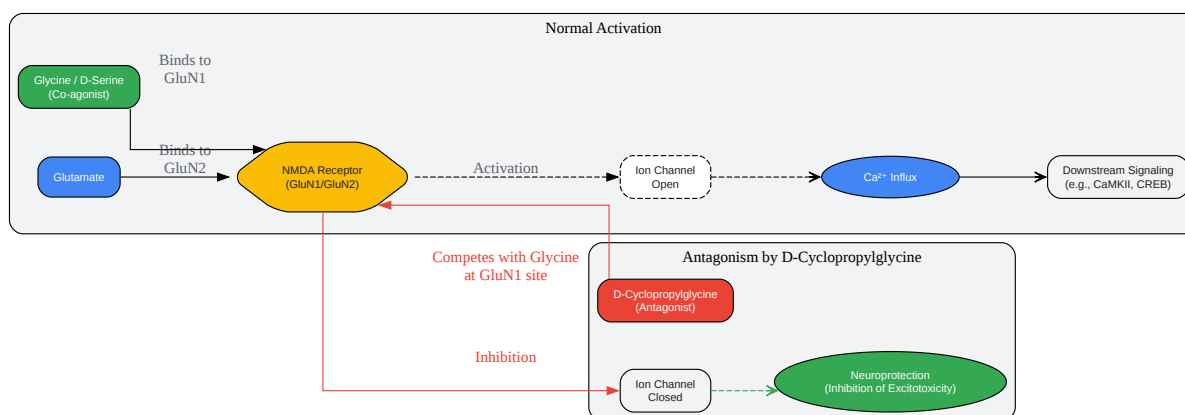 Normal Activation
Glycine / D-Serine
(Co-agonist)
Binds to
GluN1
Glutamate
Binds to
GluN2
NMDA Receptor
(GluN1/GluN2)
Activation
Ion Channel
Open
Ca²⁺ Influx
Downstream Signaling
(e.g., CaMKII, CREB)
Competes with Glycine
at GluN1 site
Antagonism by D-Cyclopropylglycine
D-Cyclopropylglycine
(Antagonist)
Inhibition
Ion Channel
Closed
Neuroprotection
(Inhibition of Excitotoxicity)